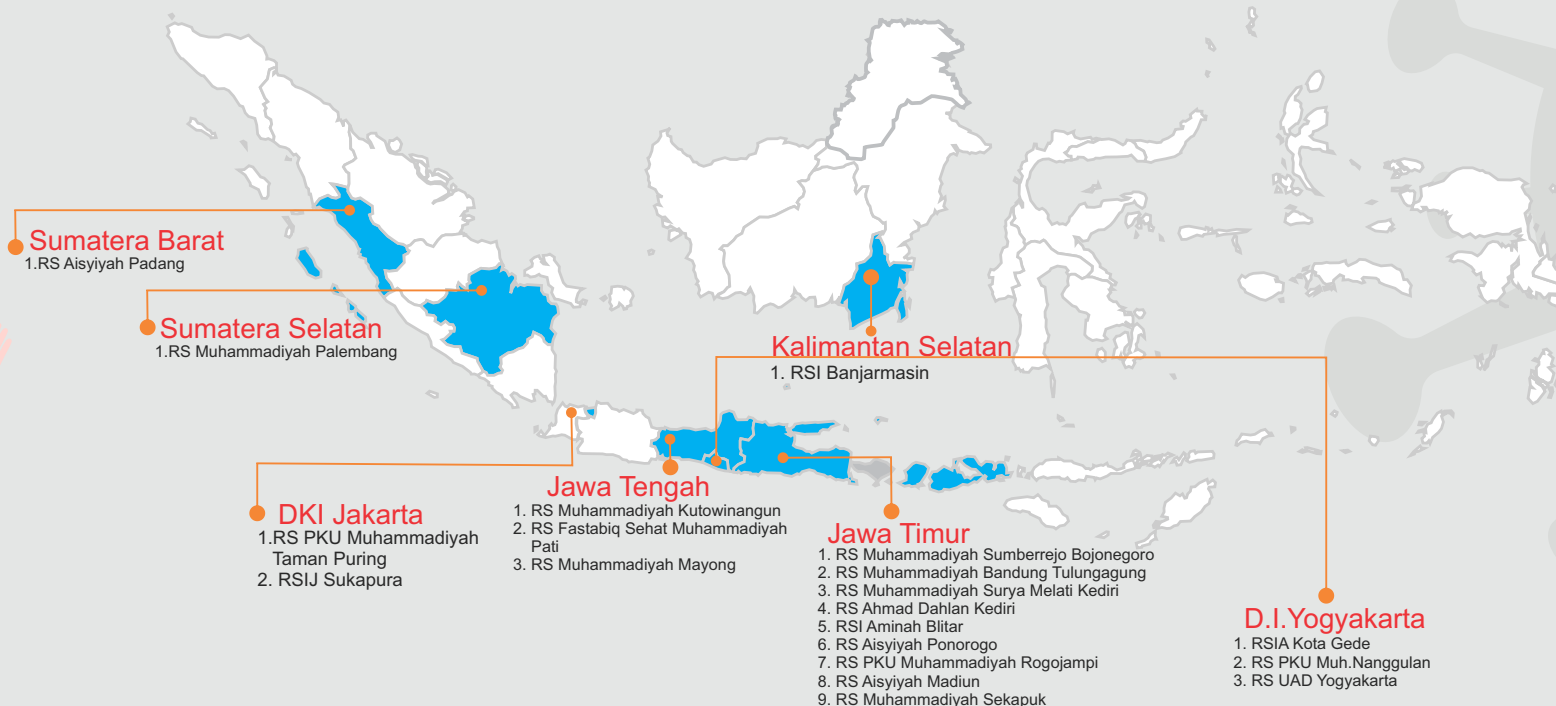 Sumatera Barat
1.RS Aisyiyah Padang
Sumatera Selatan
1.RS Muhammadiyah Palembang
Kalimantan Selatan
1. RSI Banjarmasin
DKI Jakarta
1.RS PKU Muhammadiyah
Taman Puring
2. RSIJ Sukapura
Jawa Tengah
1. RS Muhammadiyah Kutowinangun
2. RS Fastabiq Sehat Muhammadiyah
Pati
3. RS Muhammadiyah Mayong
Jawa Timur
1. RS Muhammadiyah Sumberrejo Bojonegoro
2. RS Muhammadiyah Bandung Tulungagung
3. RS Muhammadiyah Surya Melati Kediri
4. RS Ahmad Dahlan Kediri
5. RSI Aminah Blitar
6. RS Aisyiyah Ponorogo
7. RS PKU Muhammadiyah Rogojampi
8. RS Aisyiyah Madiun
9. RS Muhammadiyah Sekapuk
D.I.Yogyakarta
1. RSIA Kota Gede
2. RS PKU Muh.Nanggulan
3. RS UAD Yogyakarta